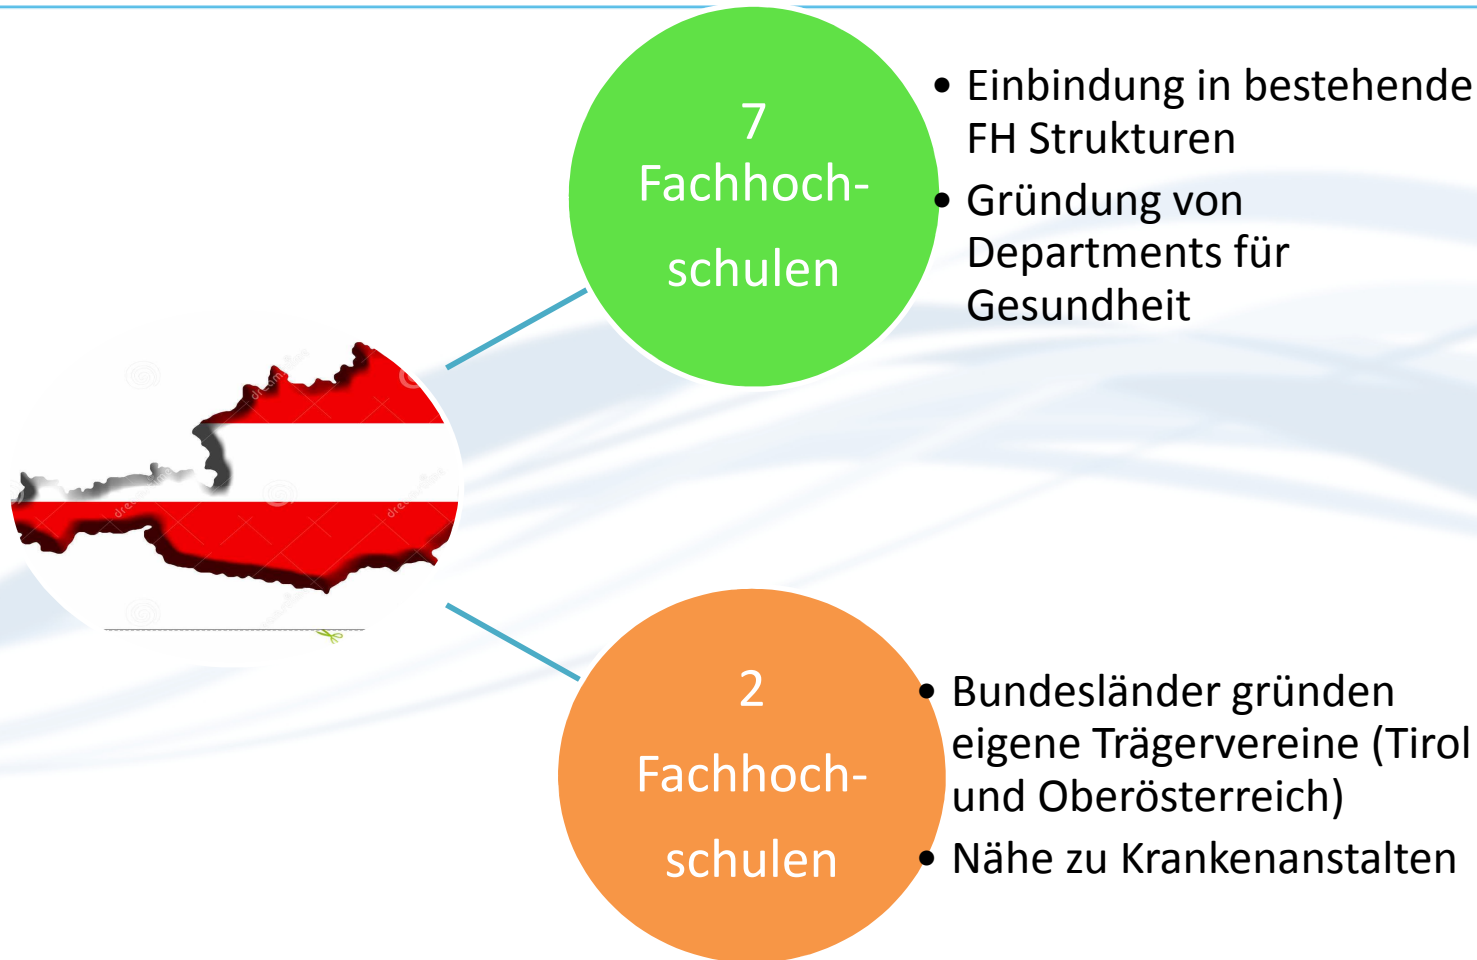 7
Fachhoch-
schulen
• Einbindung in bestehende
FH Strukturen
• Gründung von
Departments für
Gesundheit
2
Fachhoch-
schulen
• Bundesländer gründen
eigene Trägervereine (Tirol
und Oberösterreich)
• Nähe zu Krankenanstalten